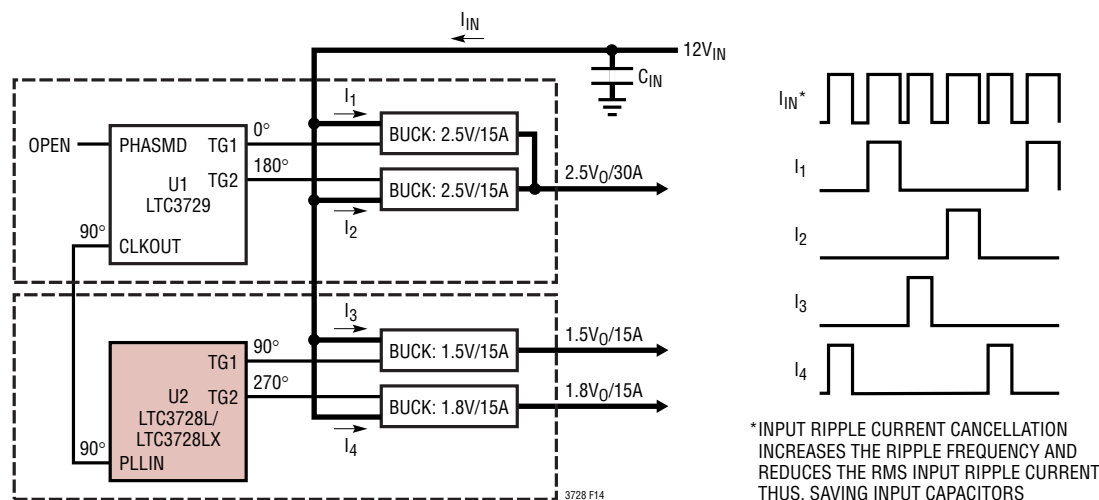 I_IN
12V_IN
C_IN
I_1
BUCK: 2.5V/15A
0°
OPEN
PHASMD
TG1
U1
LTC3729
180°
TG2
BUCK: 2.5V/15A
2.5V_O/30A
I_2
90°
CLKOUT
I_3
BUCK: 1.5V/15A
1.5V_O/15A
90°
TG1
U2
LTC3728L/
LTC3728LX
270°
TG2
BUCK: 1.8V/15A
1.8V_O/15A
I_4
90°
PLLIN
3728 F14
I_IN*
I_1
I_2
I_3
I_4
*INPUT RIPPLE CURRENT CANCELLATION
INCREASES THE RIPPLE FREQUENCY AND
REDUCES THE RMS INPUT RIPPLE CURRENT
THUS, SAVING INPUT CAPACITORS